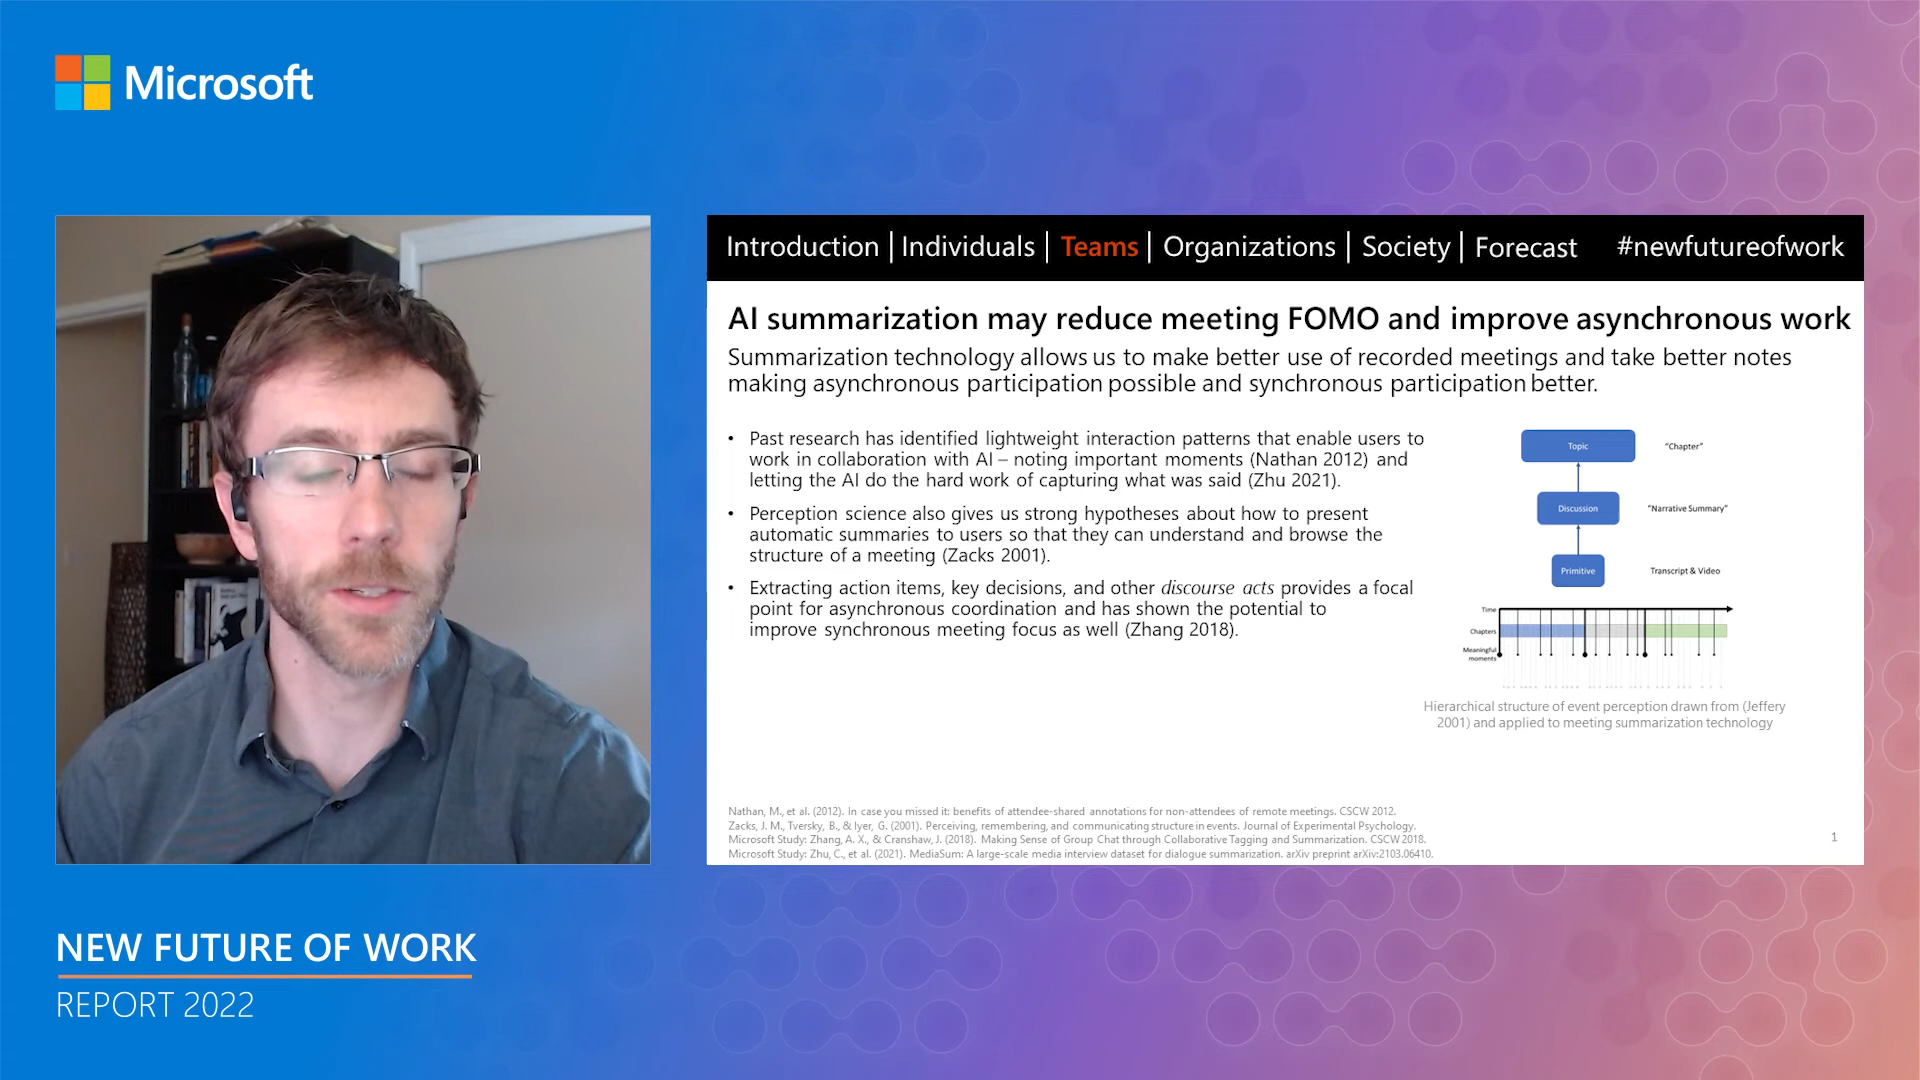 Microsoft
Introduction | Individuals | Teams | Organizations | Society | Forecast #newfutureofwork
AI summarization may reduce meeting FOMO and improve asynchronous work
Summarization technology allows us to make better use of recorded meetings and take better notes
making asynchronous participation possible and synchronous participation better.
• Past research has identified lightweight interaction patterns that enable users to
work in collaboration with AI – noting important moments (Nathan 2012) and
letting the AI do the hard work of capturing what was said (Zhu 2021).
• Perception science also gives us strong hypotheses about how to present
automatic summaries to users so that they can understand and browse the
structure of a meeting (Zacks 2001).
• Extracting action items, key decisions, and other discourse acts provides a focal
point for asynchronous coordination and has shown the potential to
improve synchronous meeting focus as well (Zhang 2018).
Topic "Chapter"
Discussion "Narrative Summary"
Primitive Transcript & Video
Time
Chapters
Meaningful
moments
Hierarchical structure of event perception drawn from (Jeffery
2001) and applied to meeting summarization technology
Nathan, M., et al. (2012). In case you missed it: benefits of attendee-shared annotations for non-attendees of remote meetings. CSCW 2012.
Zacks, J. M., Tversky, B., & Iyer, G. (2001). Perceiving, remembering, and communicating structure in events. Journal of Experimental Psychology.
Microsoft Study: Zhang, A. X., & Cranshaw, J. (2018). Making Sense of Group Chat through Collaborative Tagging and Summarization. CSCW 2018.
Microsoft Study: Zhu, C., et al. (2021). MediaSum: A large-scale media interview dataset for dialogue summarization. arXiv preprint arXiv:2103.06410.
1
NEW FUTURE OF WORK
REPORT 2022